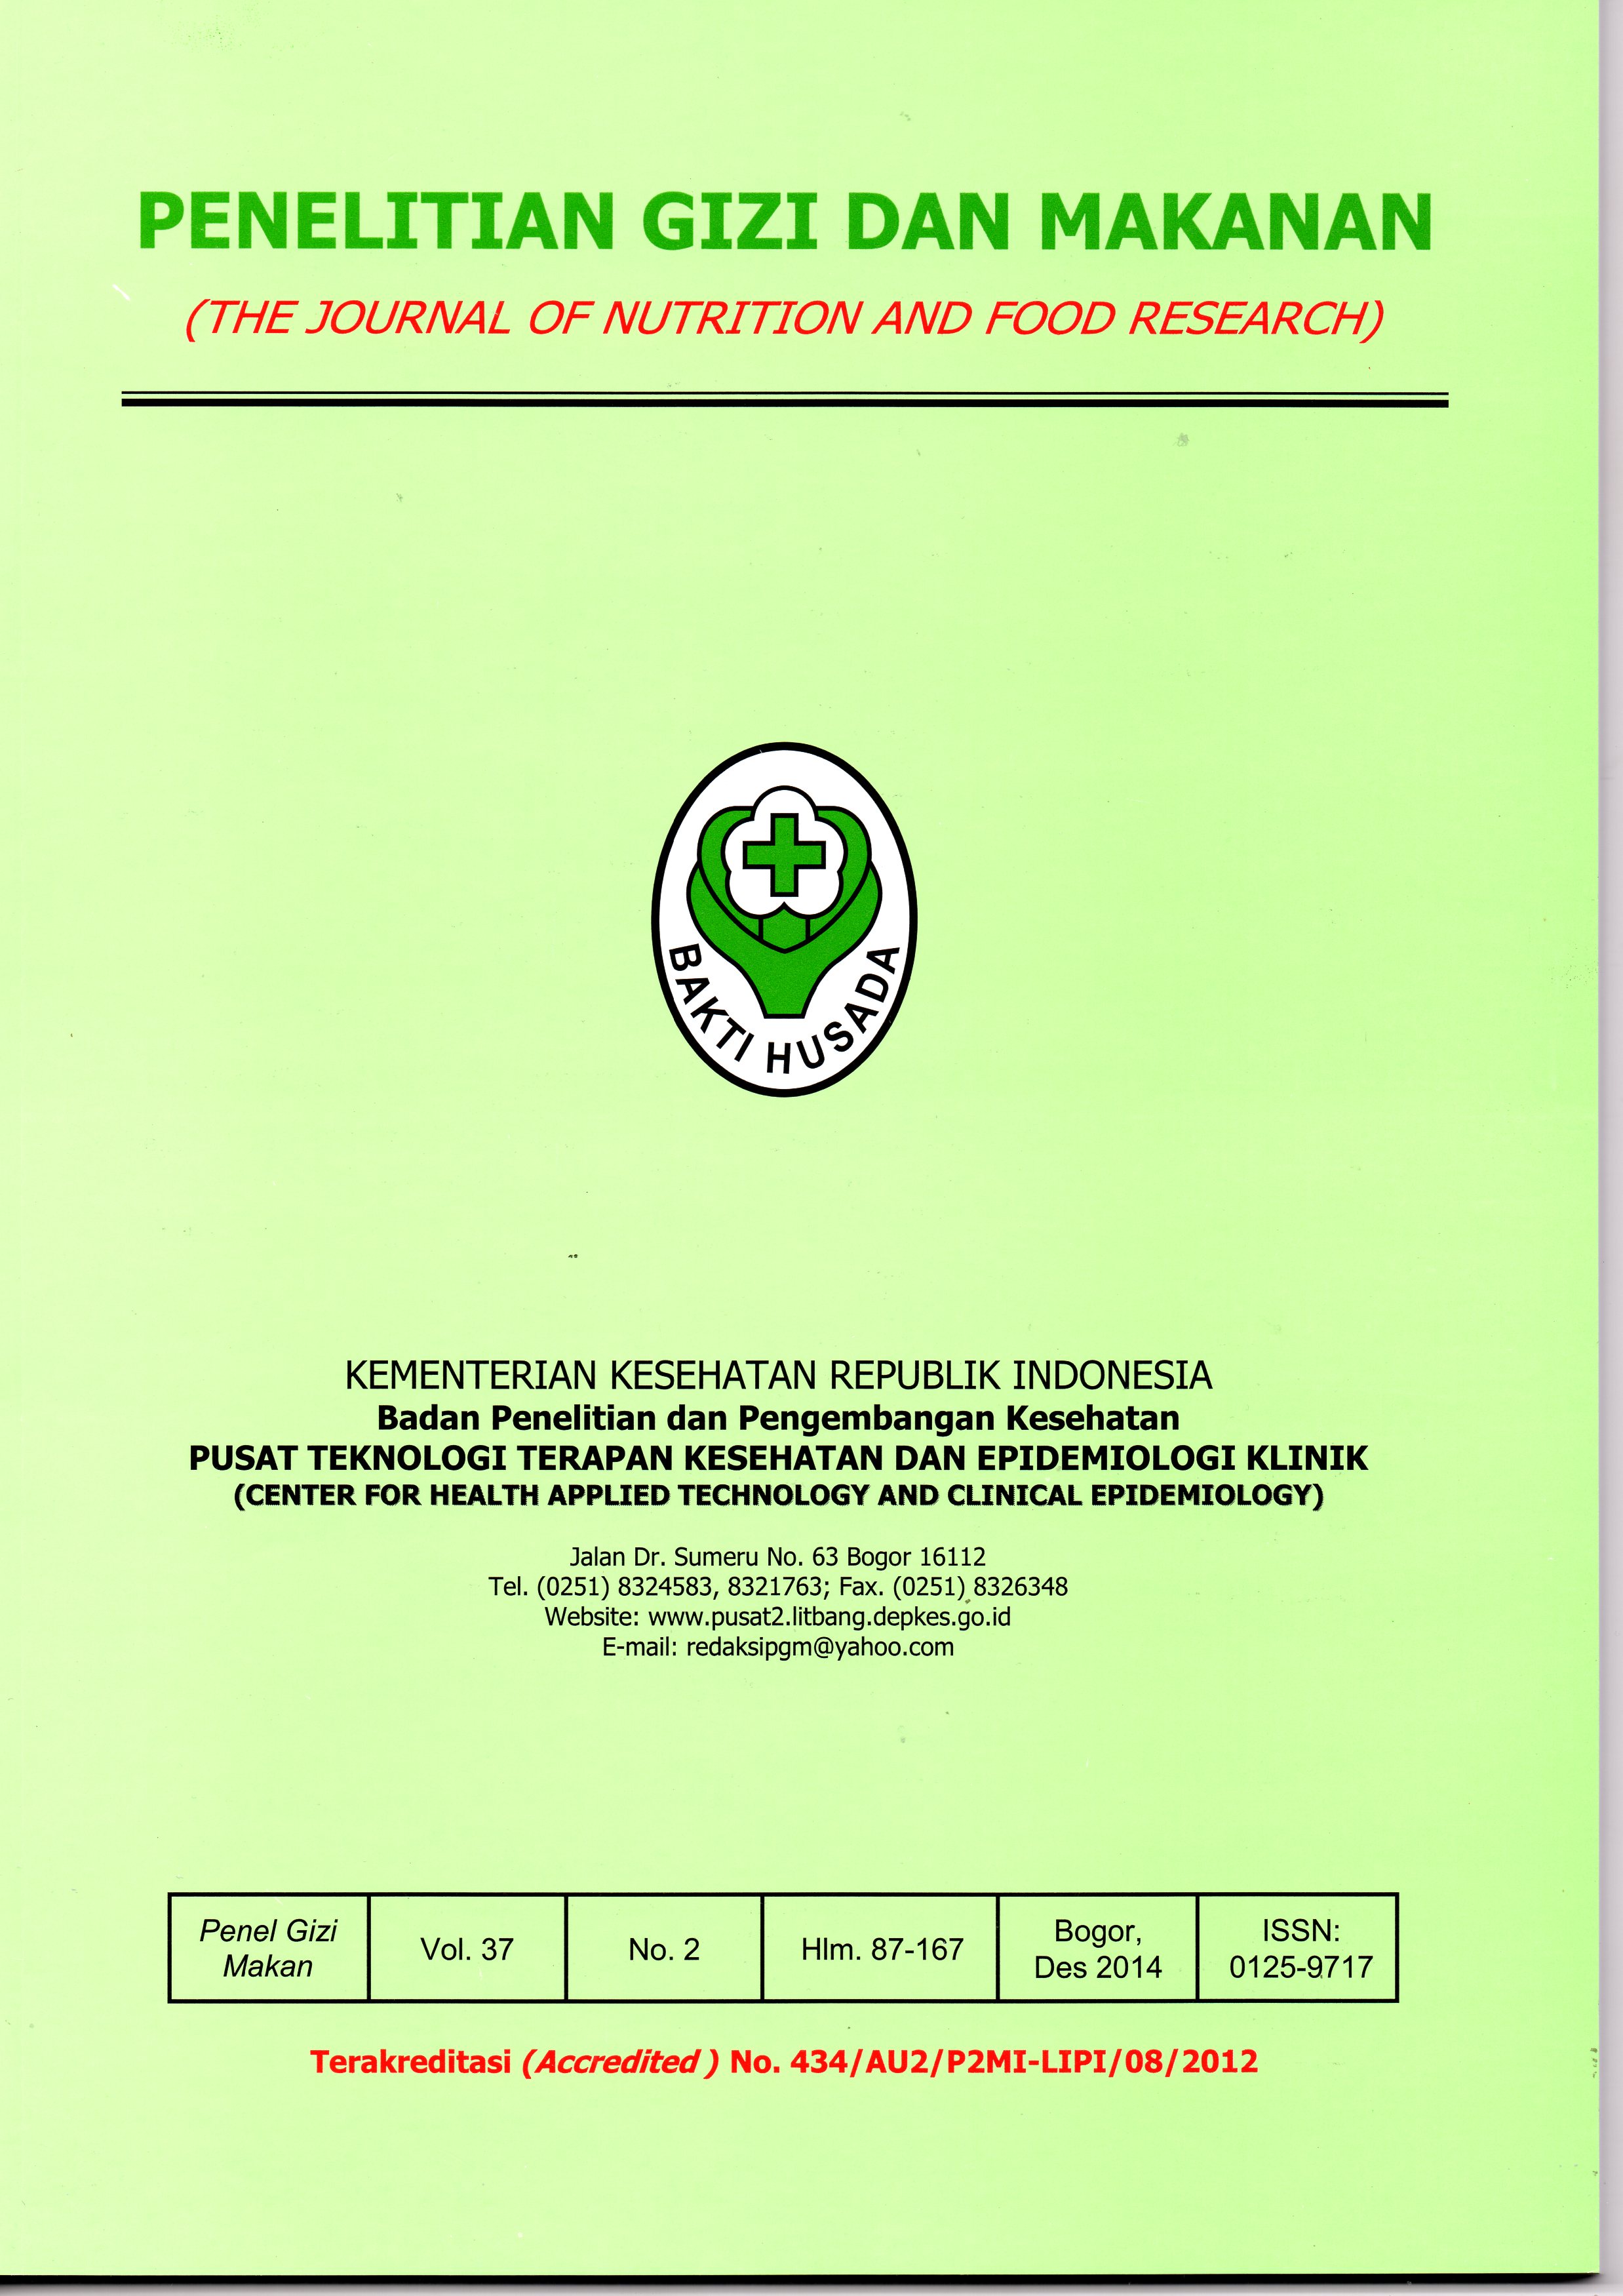 PENELITIAN GIZI DAN MAKANAN
(THE JOURNAL OF NUTRITION AND FOOD RESEARCH)
BAKTI HUSADA
KEMENTERIAN KESEHATAN REPUBLIK INDONESIA
Badan Penelitian dan Pengembangan Kesehatan
PUSAT TEKNOLOGI TERAPAN KESEHATAN DAN EPIDEMIOLOGI KLINIK
(CENTER FOR HEALTH APPLIED TECHNOLOGY AND CLINICAL EPIDEMIOLOGY)
Jalan Dr. Sumeru No. 63 Bogor 16112
Tel. (0251) 8324583, 8321763; Fax. (0251) 8326348
Website: www.pusat2.litbang.depkes.go.id
E-mail: redaksipgm@yahoo.com
Penel Gizi
Makan
Vol. 37
No. 2
Hlm. 87-167
Bogor,
Des 2014
ISSN:
0125-9717
Terakreditasi (Accredited) No. 434/AU2/P2MI-LIPI/08/2012